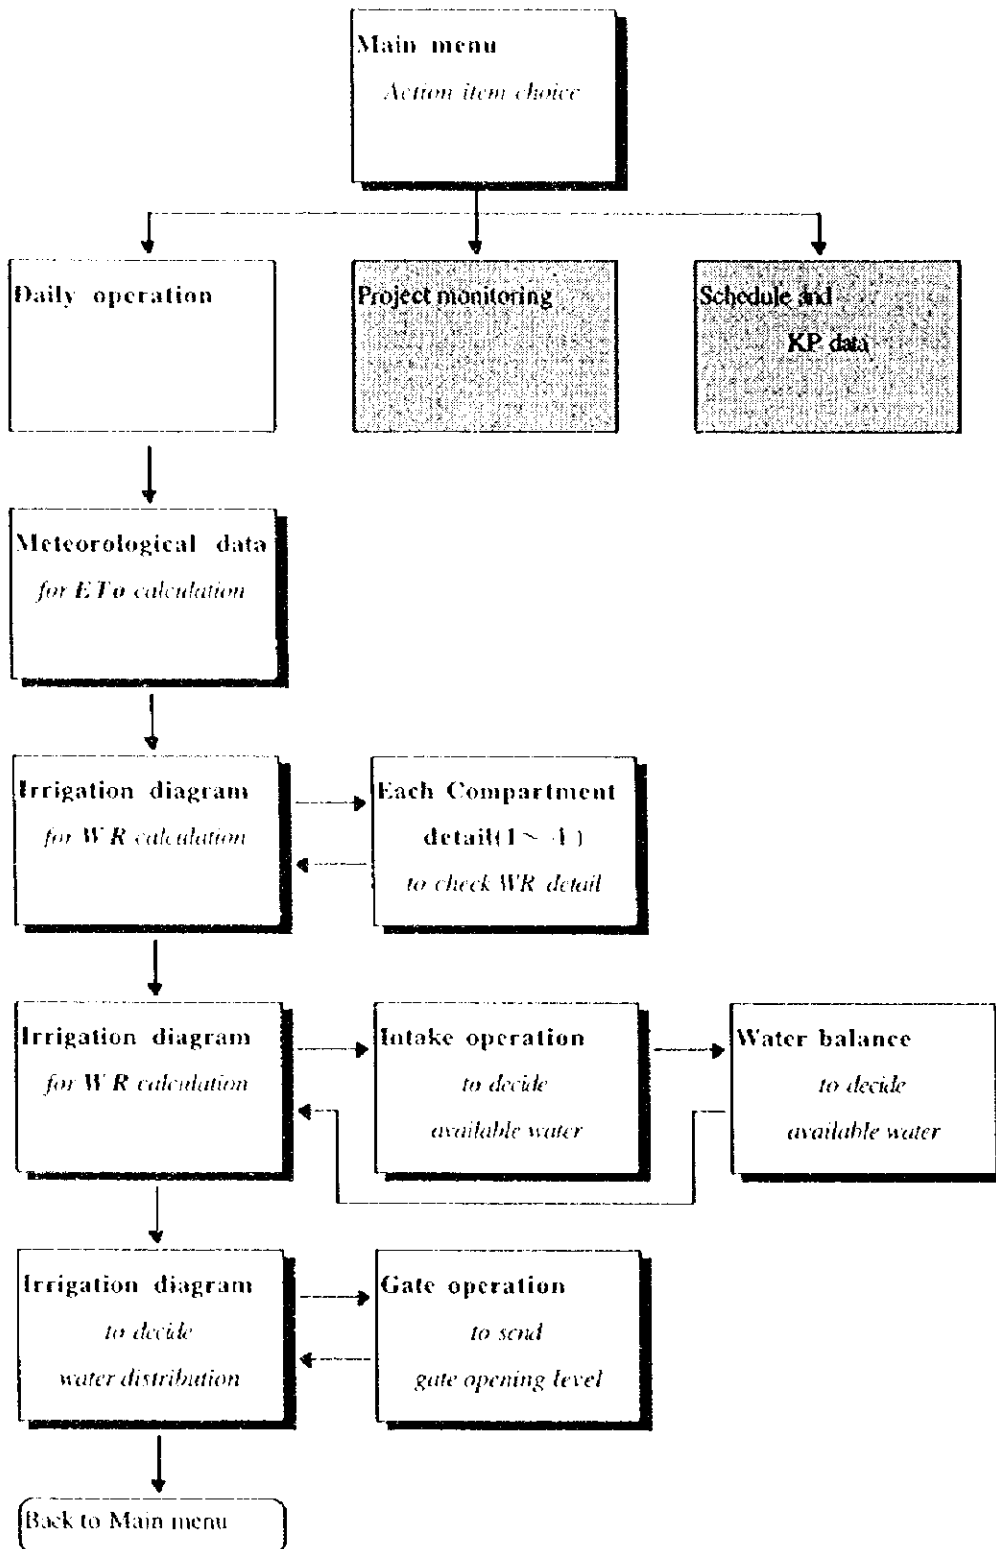 Main menu
Action item choice
Daily operation
Project monitoring
Schedule and
KP data
Meteorological data
for ETo calculation
Irrigation diagram
for WR calculation
Each Compartment
detail(1~4)
to check WR detail
Irrigation diagram
for WR calculation
Intake operation
to decide
available water
Water balance
to decide
available water
Irrigation diagram
to decide
water distribution
Gate operation
to send
gate opening level
Back to Main menu